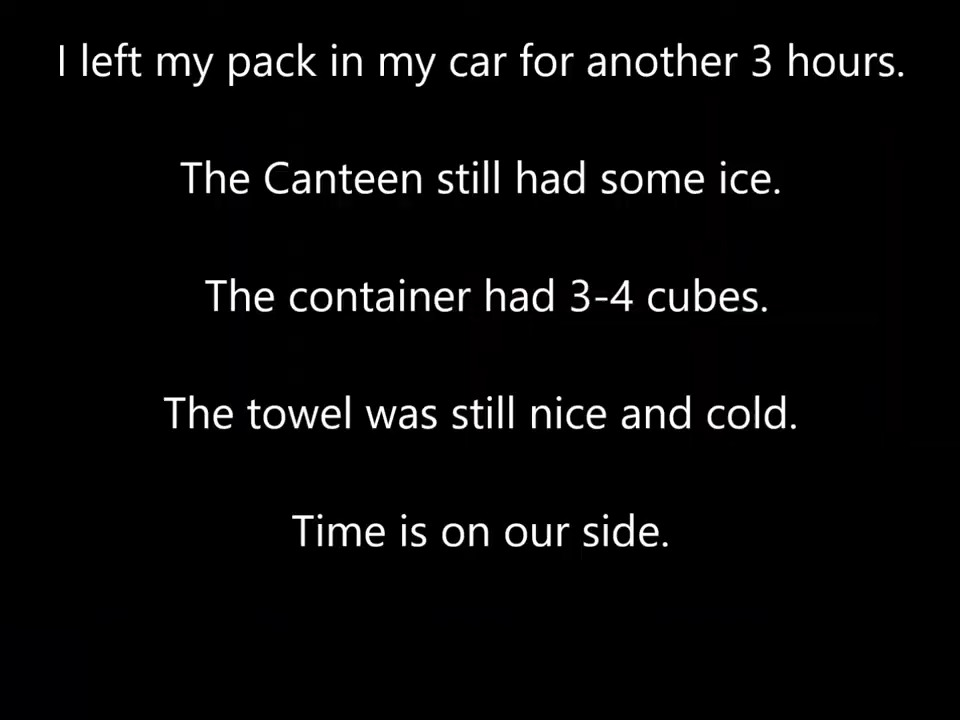 I left my pack in my car for another 3 hours.
The Canteen still had some ice.
The container had 3-4 cubes.
The towel was still nice and cold.
Time is on our side.